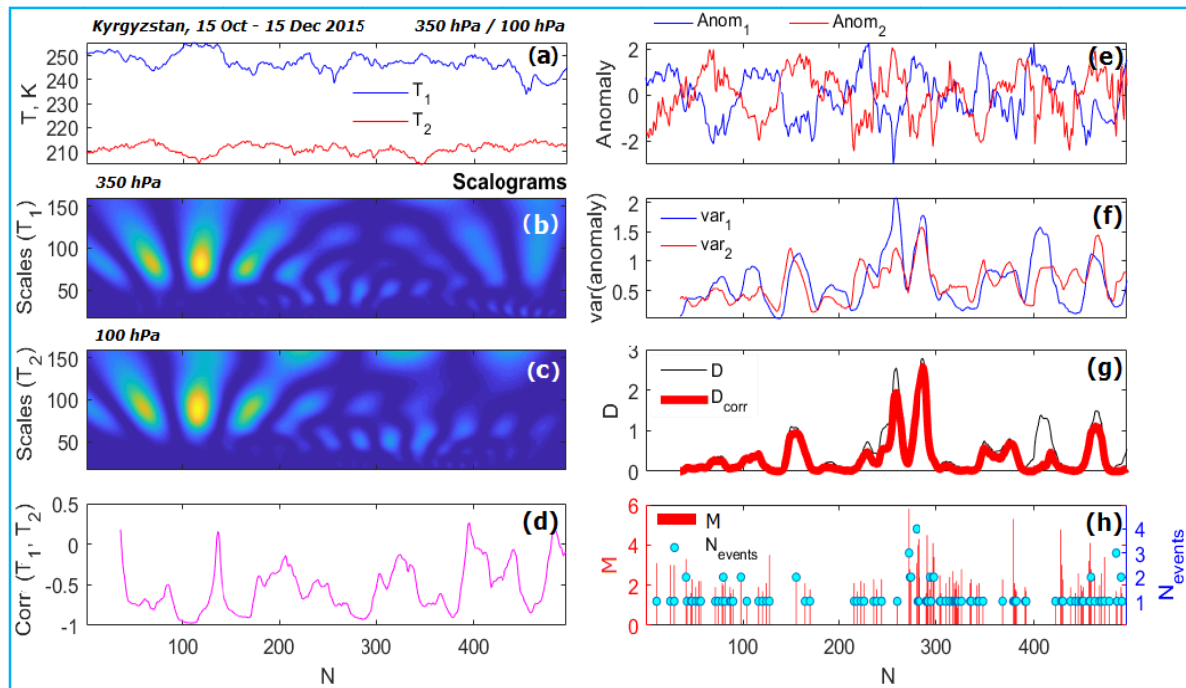 Kyrgyzstan, 15 Oct - 15 Dec 2015 350 hPa / 100 hPa
(a)
T, K
250
240
230
220
210
T1
T2
350 hPa Scalograms
(b)
Scales (T1)
150
100
50
100 hPa
(c)
Scales (T2)
150
100
50
(d)
Corr (T1, T2)
0.5
0
-0.5
-1
100 200 300 400
N
Anom1 Anom2
(e)
Anomaly
2
0
-2
(f)
var(anomaly)
2
1.5
1
0.5
var1
var2
(g)
D
3
2
1
0
D
Dcorr
100 200 300 400
(h)
M
6
4
2
0
M
Nevents
4
3
2
1
Nevents
100 200 300 400
N